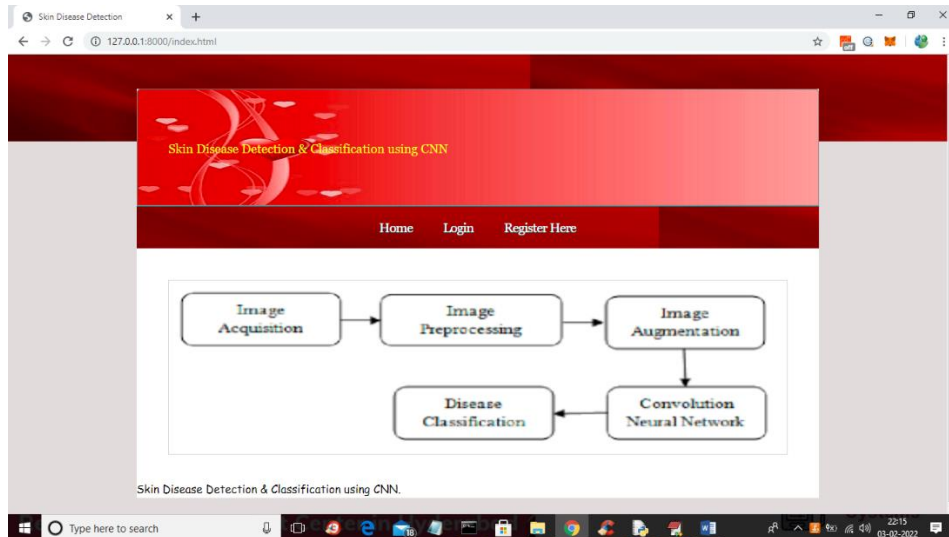 Skin Disease Detection
127.0.0.1:8000/index.html
Skin Disease Detection & Classification using CNN
Home Login Register Here
Image
Acquisition
Image
Preprocessing
Image
Augmentation
Disease
Classification
Convolution
Neural Network
Skin Disease Detection & Classification using CNN.
Type here to search
18
22:15
03-02-2022